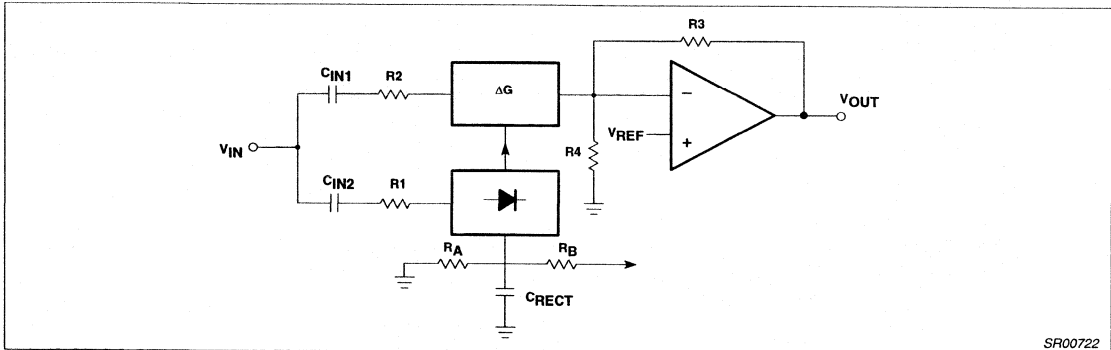 R3
CIN1
R2
ΔG
VOUT
VREF
R4
VIN
CIN2
R1
RA
RB
CRECT
SR00722
−
+